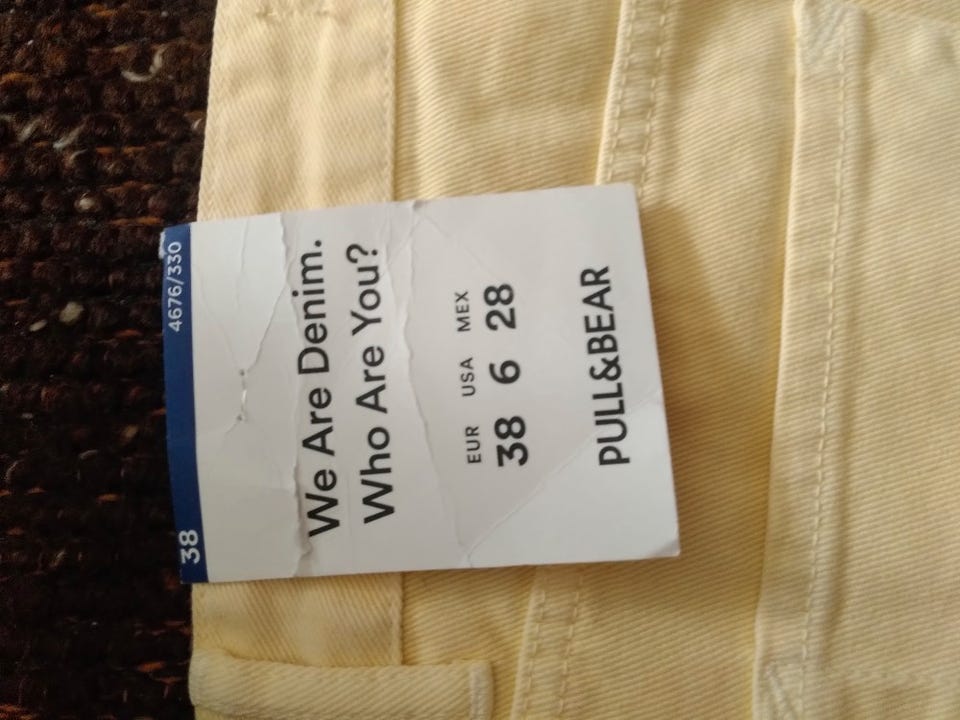 38 4676/330
We Are Denim.
Who Are You?
EUR USA MEX
38 6 28
PULL&BEAR